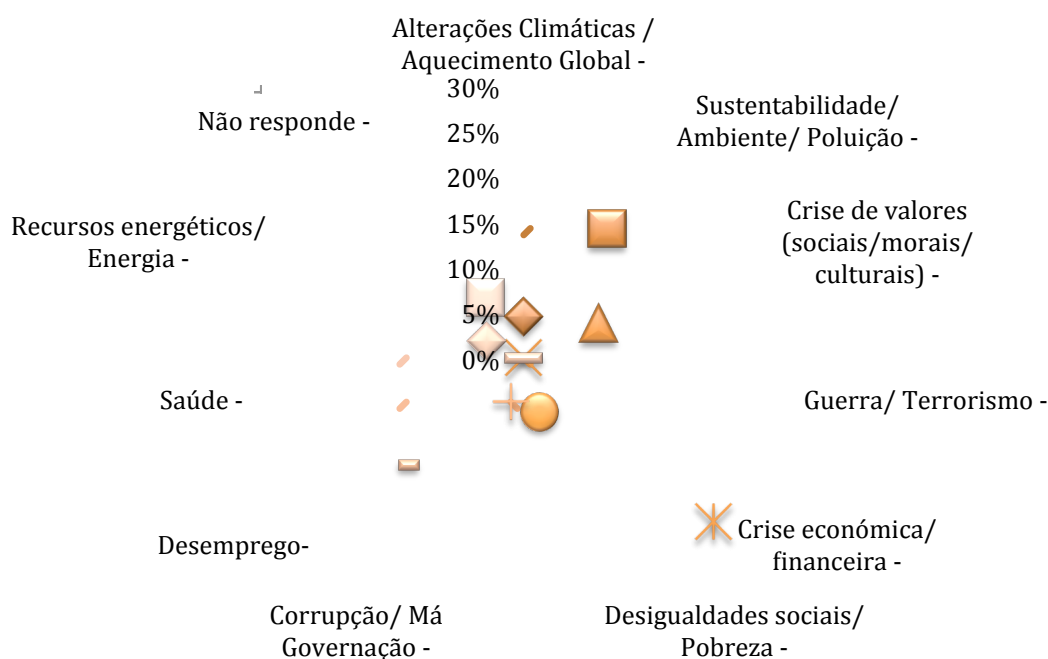 Alterações Climáticas /
Aquecimento Global -
30%
25%
20%
15%
10%
5%
0%
Sustentabilidade/
Ambiente/ Poluição -
Crise de valores
(sociais/morais/
culturais) -
Guerra/ Terrorismo -
Crise económica/
financeira -
Desigualdades sociais/
Pobreza -
Corrupção/ Má
Governação -
Desemprego-
Saúde -
Recursos energéticos/
Energia -
Não responde -